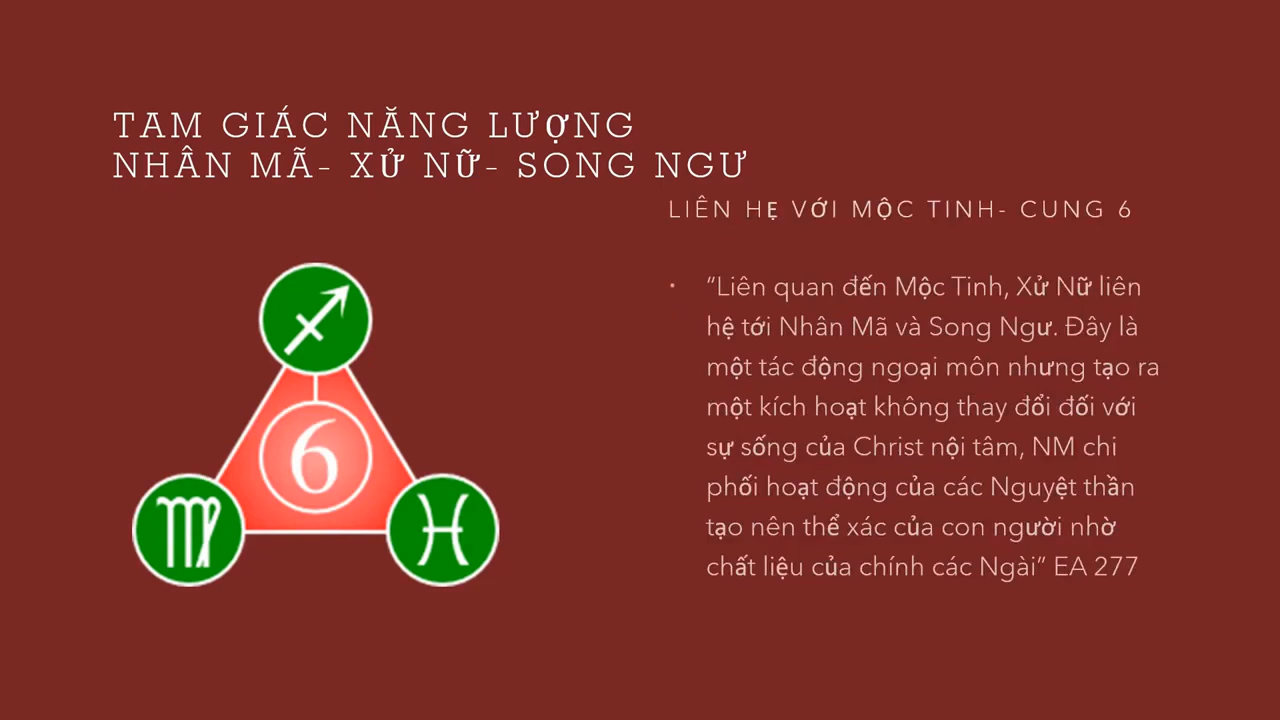 TAM GIÁC NĂNG LƯỢNG
NHÂN MÃ- XỬ NỮ- SONG NGƯ
LIÊN HẸ VỚI MỘC TINH- CUNG 6
• “Liên quan đến Mộc Tinh, Xử Nữ liên
hệ tới Nhân Mã và Song Ngư. Đây là
một tác động ngoại môn nhưng tạo ra
một kích hoạt không thay đổi đối với
sự sống của Christ nội tâm, NM chi
phối hoạt động của các Nguyệt thần
tạo nên thể xác của con người nhờ
chất liệu của chính các Ngài” EA 277
♐
6
♍ ♓